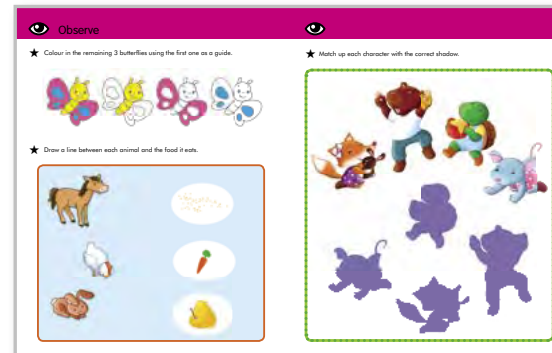 Observe
★ Colour in the remaining 3 butterflies using the first one as a guide.
★ Draw a line between each animal and the food it eats.
★ Match up each character with the correct shadow.